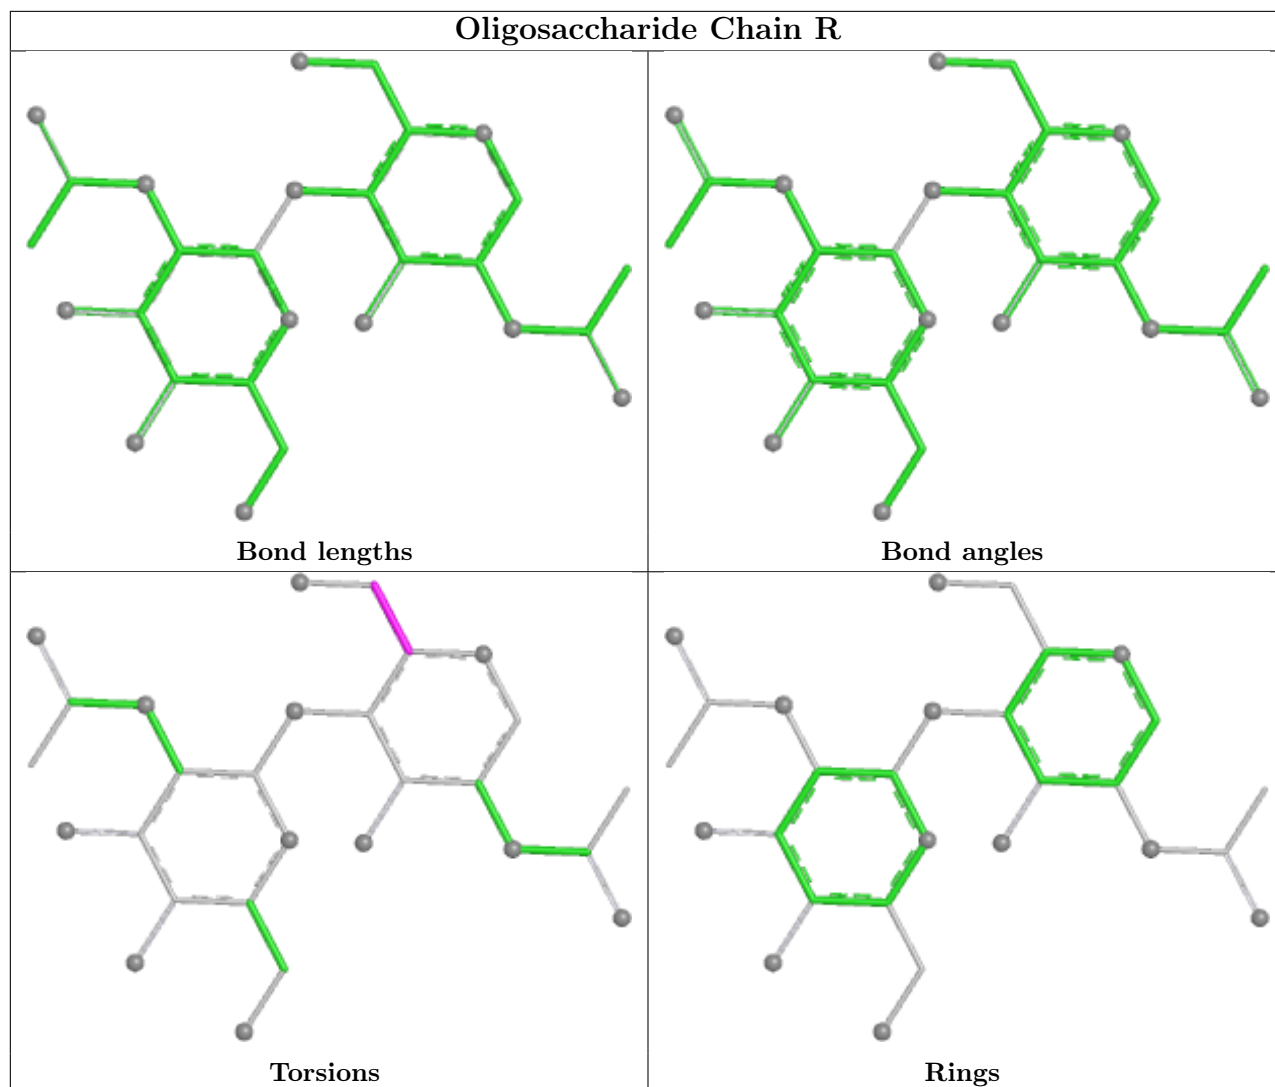 Oligosaccharide Chain R
Bond lengths
Bond angles
Torsions
Rings